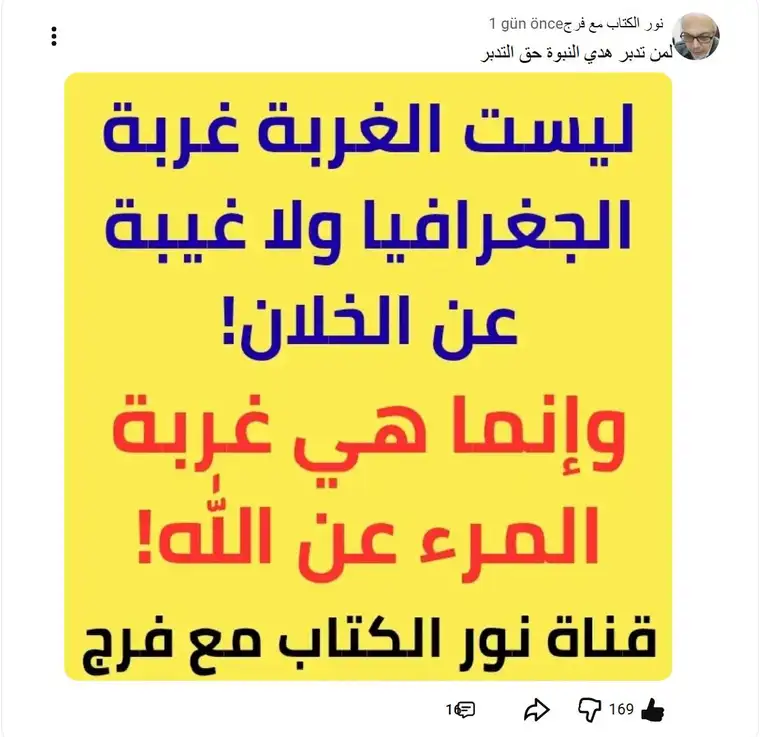 نور الكتاب مع فرج 1 gün önce
لمن تدبر هدي النبوة حق التدبر
ليست الغربة غربة
الجغرافيا ولا غيبة
عن الخلان!
وإنما هي غربة
المرء عن الله!
قناة نور الكتاب مع فرج
169
16